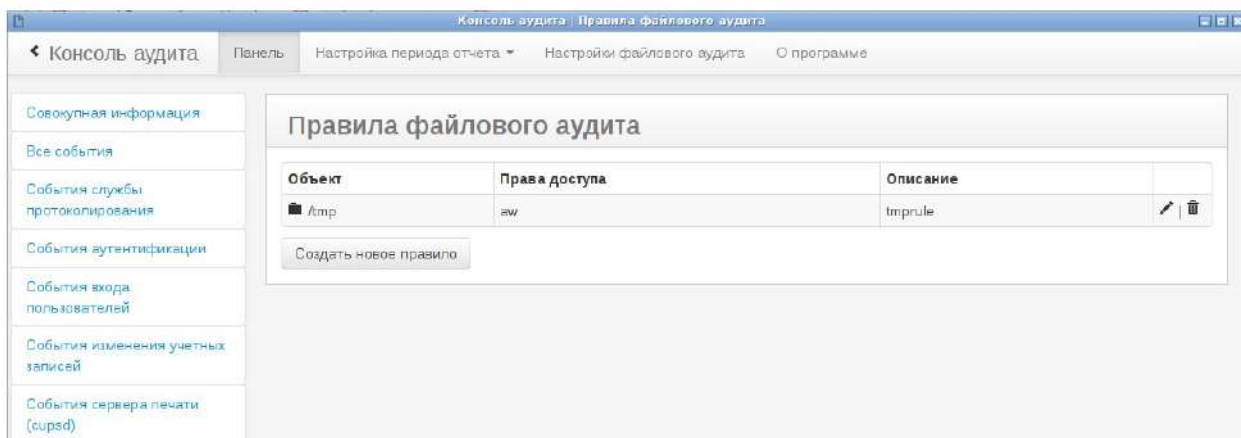 Консоль аудита | Правила файлового аудита
Консоль аудита
Панель
Настройка периода отчета
Настройки файлового аудита
О программе
Совокупная информация
Все события
События службы
протоколирования
События аутентификации
События входа
пользователей
События изменения учетных
записей
События сервера печати
(cupsd)
Правила файлового аудита
Объект Права доступа Описание
/tmp aw tmprule
Создать новое правило